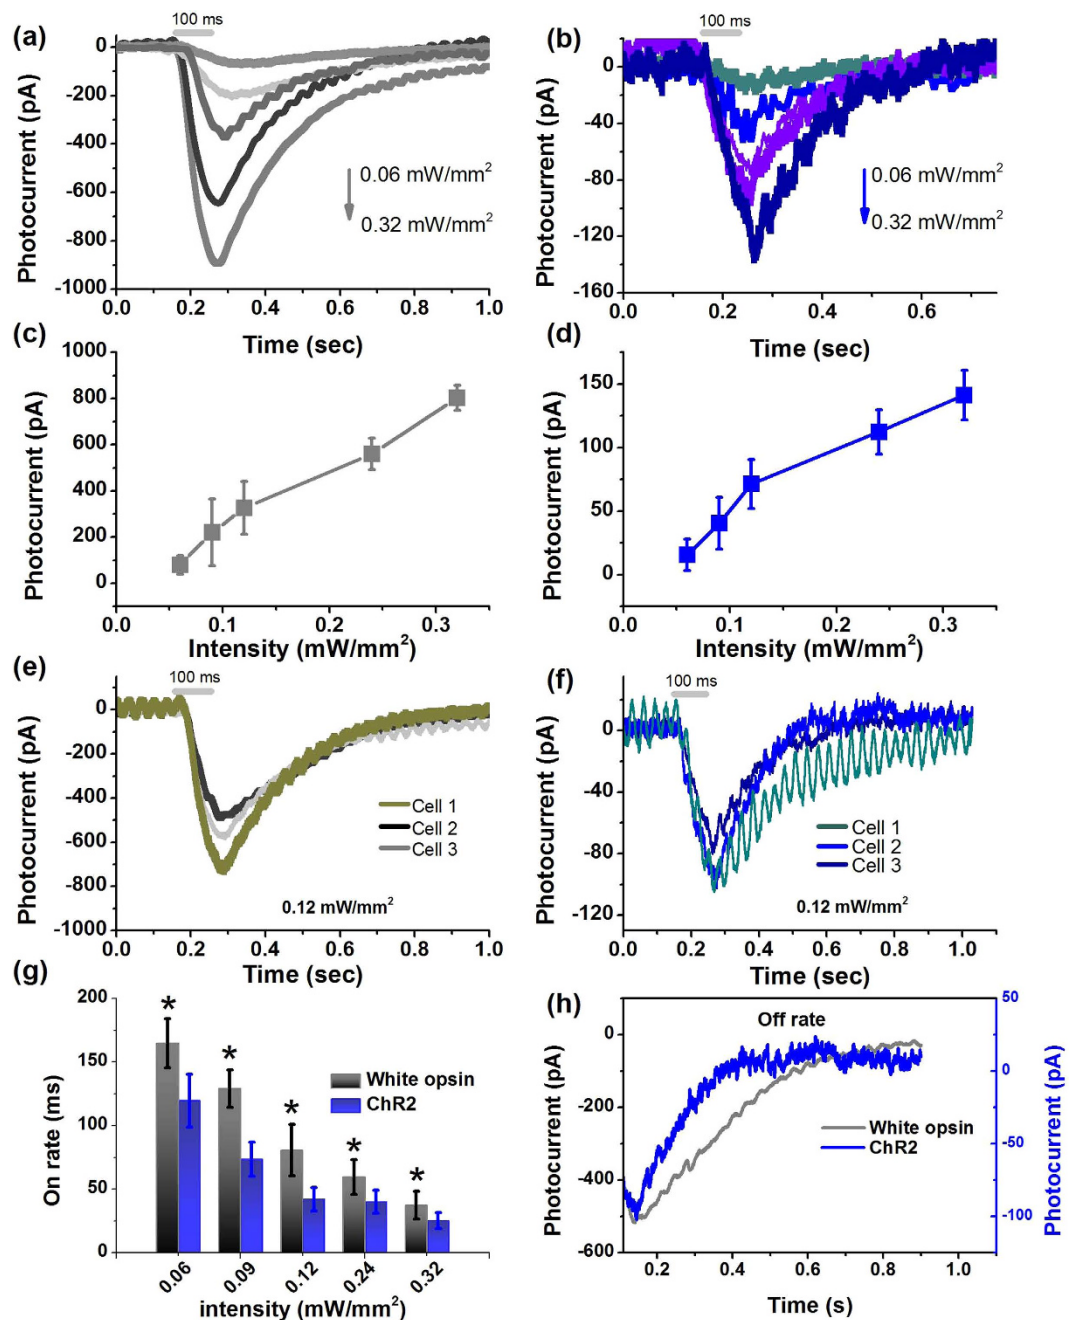 (a)
100 ms
0
-200
-400
-600
-800
-1000
Photocurrent (pA)
0.06 mW/mm²
0.32 mW/mm²
0.0 0.2 0.4 0.6 0.8 1.0
Time (sec)
(b)
100 ms
0
-40
-80
-120
-160
Photocurrent (pA)
0.06 mW/mm²
0.32 mW/mm²
0.0 0.2 0.4 0.6
Time (sec)
(c)
1000
800
600
400
200
0
Photocurrent (pA)
0.0 0.1 0.2 0.3
Intensity (mW/mm²)
(d)
150
100
50
0
Photocurrent (pA)
0.0 0.1 0.2 0.3
Intensity (mW/mm²)
(e)
100 ms
0
-200
-400
-600
-800
-1000
Photocurrent (pA)
Cell 1
Cell 2
Cell 3
0.12 mW/mm²
0.0 0.2 0.4 0.6 0.8 1.0
Time (sec)
(f)
100 ms
0
-40
-80
-120
Photocurrent (pA)
Cell 1
Cell 2
Cell 3
0.12 mW/mm²
0.0 0.2 0.4 0.6 0.8 1.0
Time (sec)
(g)
200
150
100
50
0
On rate (ms)
* * * * *
White opsin
ChR2
0.06 0.09 0.12 0.24 0.32
intensity (mW/mm²)
(h)
Off rate
0
-200
-400
-600
Photocurrent (pA)
White opsin
ChR2
50
0
-50
-100
Photocurrent (pA)
0.2 0.4 0.6 0.8 1.0
Time (s)